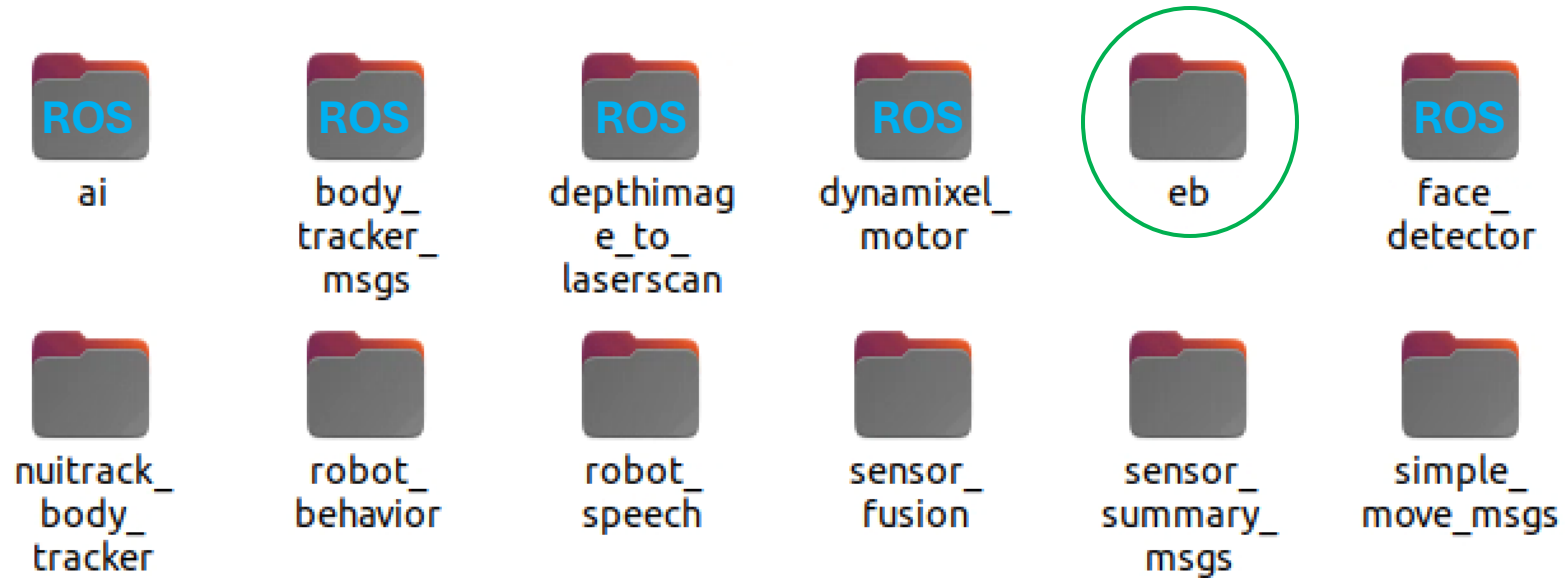 ROS
ROS
ROS
ROS
ROS
ai
body_
tracker_
msgs
depthimag
e_to_
laserscan
dynamixel_
motor
eb
face_
detector
nuitrack_
body_
tracker
robot_
behavior
robot_
speech
sensor_
fusion
sensor_
summary_
msgs
simple_
move_msgs